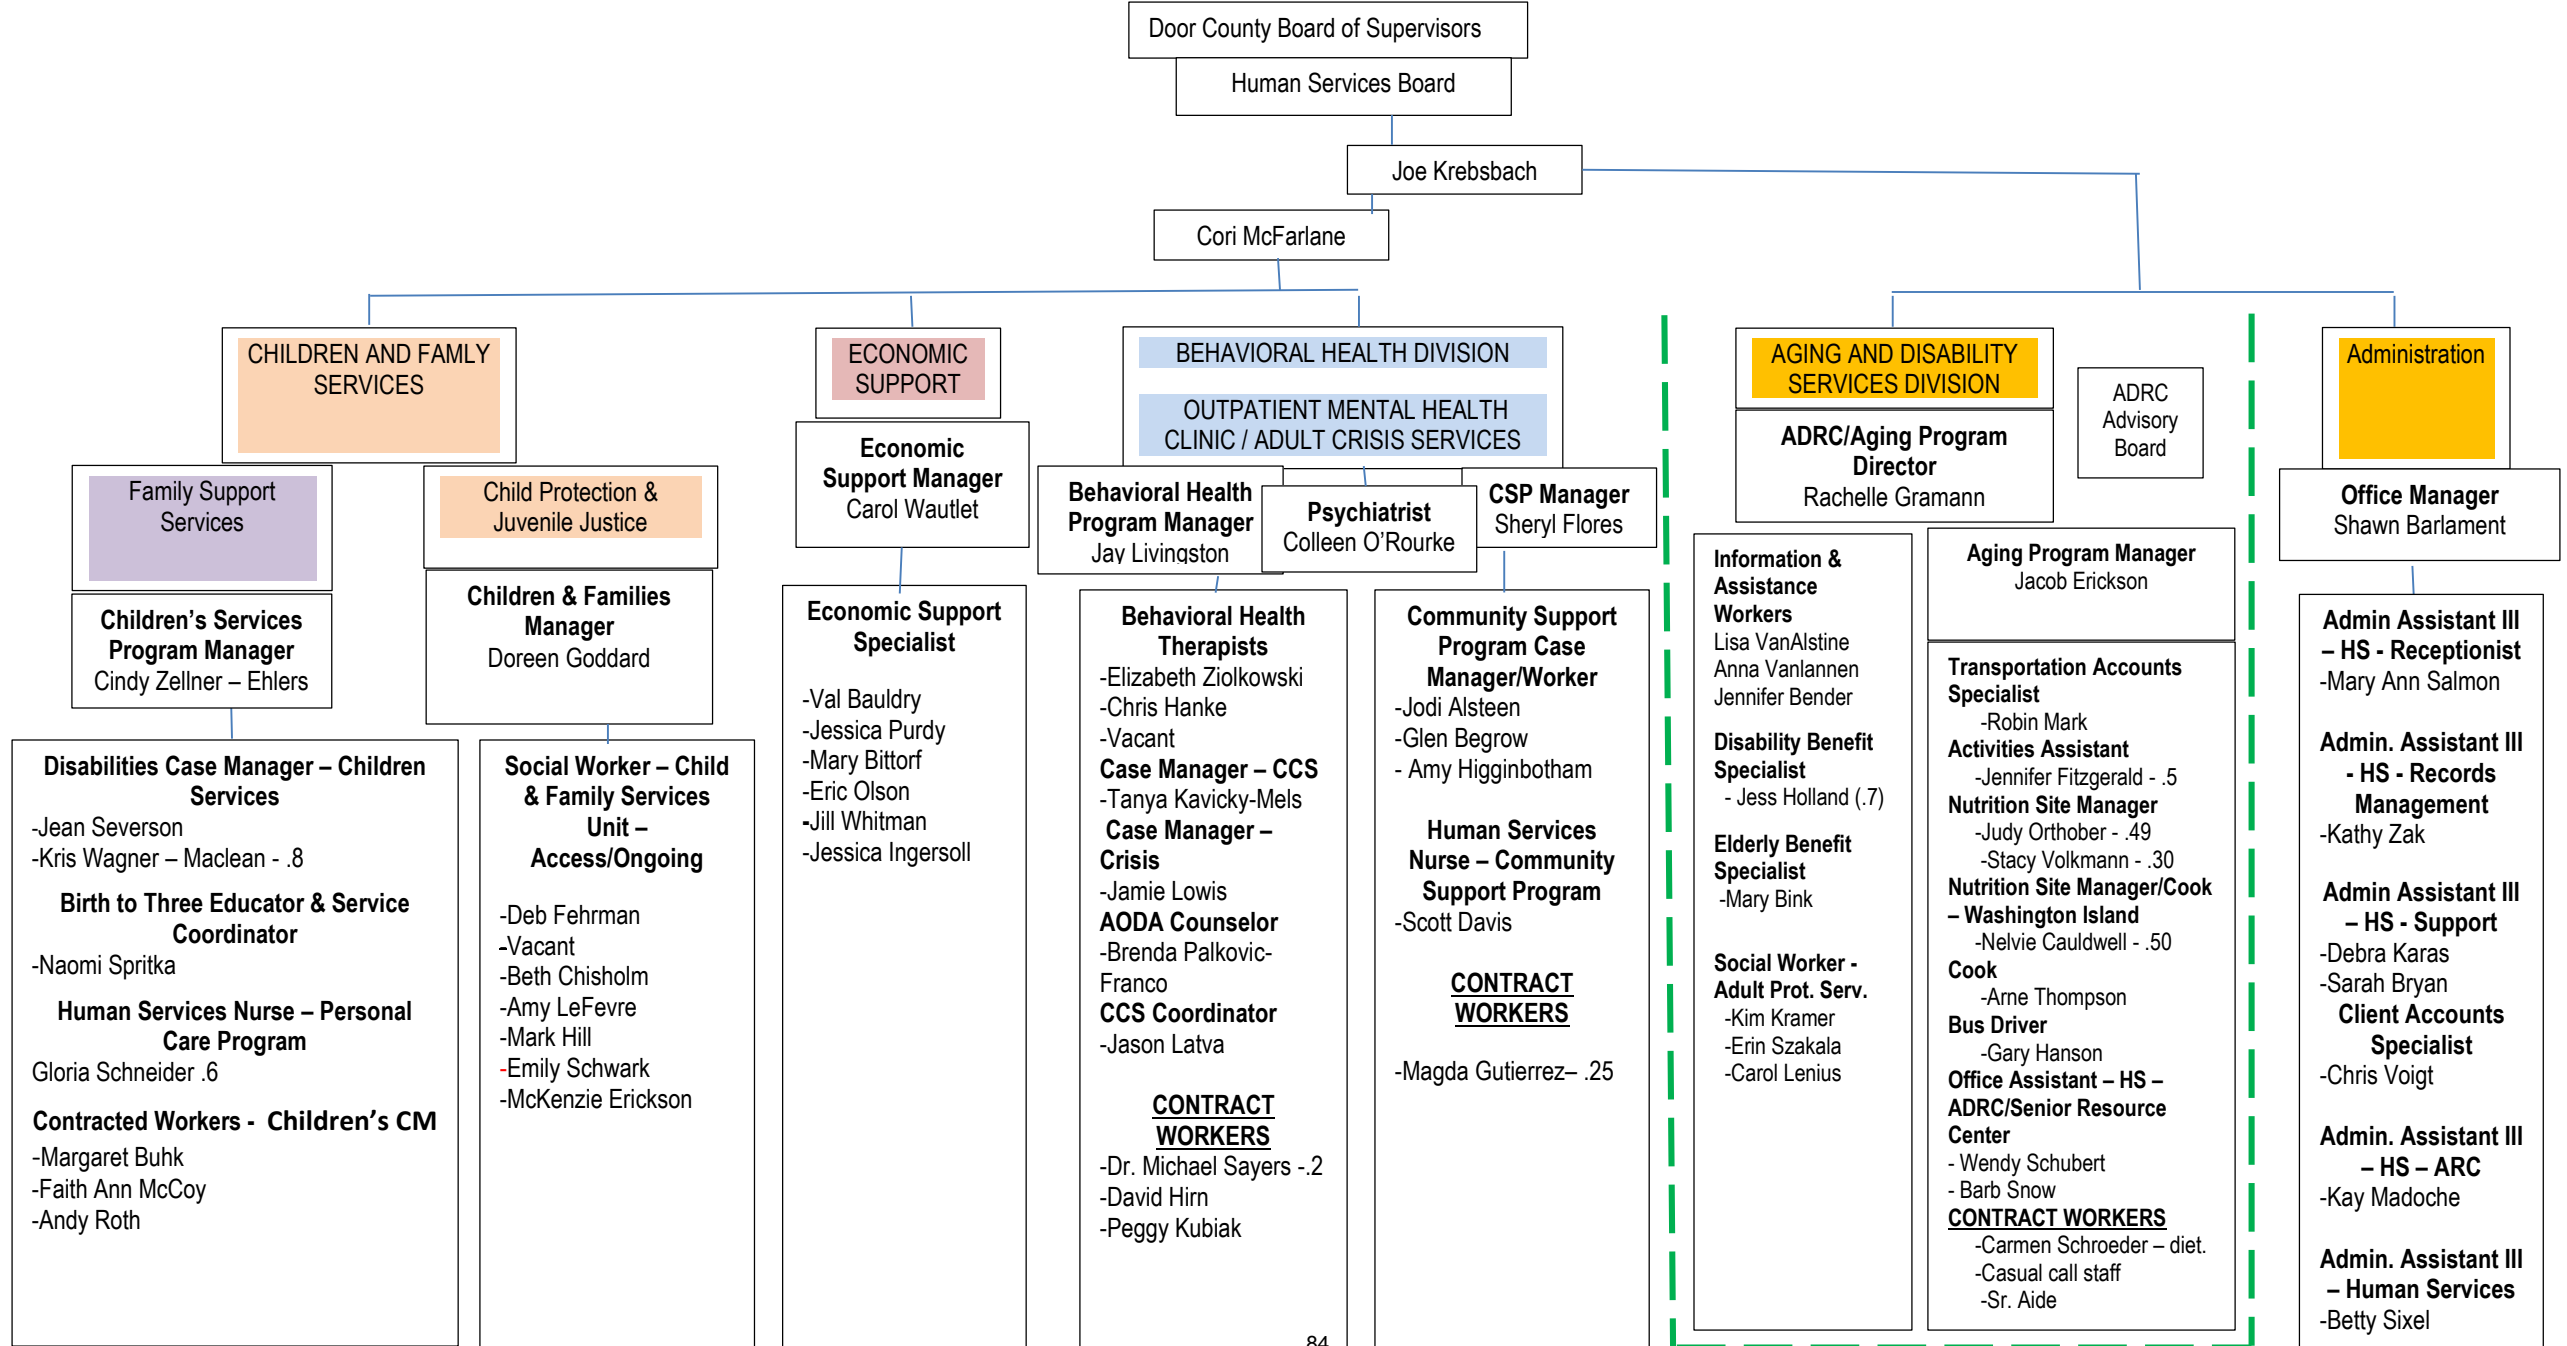 Door County Board of Supervisors
Human Services Board
Joe Krebsbach
Cori McFarlane
CHILDREN AND FAMLY
SERVICES
Family Support
Services
Children’s Services
Program Manager
Cindy Zellner – Ehlers
Disabilities Case Manager – Children
Services
-Jean Severson
-Kris Wagner – Maclean - .8
Birth to Three Educator & Service
Coordinator
-Naomi Spritka
Human Services Nurse – Personal
Care Program
Gloria Schneider .6
Contracted Workers - Children’s CM
-Margaret Buhk
-Faith Ann McCoy
-Andy Roth
Child Protection &
Juvenile Justice
Children & Families
Manager
Doreen Goddard
Social Worker – Child
& Family Services
Unit –
Access/Ongoing
-Deb Fehrman
-Vacant
-Beth Chisholm
-Amy LeFevre
-Mark Hill
-Emily Schwark
-McKenzie Erickson
ECONOMIC
SUPPORT
Economic
Support Manager
Carol Wautlet
Economic Support
Specialist
-Val Bauldry
-Jessica Purdy
-Mary Bittorf
-Eric Olson
-Jill Whitman
-Jessica Ingersoll
BEHAVIORAL HEALTH DIVISION
OUTPATIENT MENTAL HEALTH
CLINIC / ADULT CRISIS SERVICES
Behavioral Health
Program Manager
Jay Livingston
Psychiatrist
Colleen O’Rourke
CSP Manager
Sheryl Flores
Behavioral Health
Therapists
-Elizabeth Ziolkowski
-Chris Hanke
-Vacant
Case Manager – CCS
-Tanya Kavicky-Mels
Case Manager –
Crisis
-Jamie Lowis
AODA Counselor
-Brenda Palkovic-
Franco
CCS Coordinator
-Jason Latva
CONTRACT
WORKERS
-Dr. Michael Sayers -.2
-David Hirn
-Peggy Kubiak
Community Support
Program Case
Manager/Worker
-Jodi Alsteen
-Glen Begrow
- Amy Higginbotham
Human Services
Nurse – Community
Support Program
-Scott Davis
CONTRACT
WORKERS
-Magda Gutierrez– .25
AGING AND DISABILITY
SERVICES DIVISION
ADRC/Aging Program
Director
Rachelle Gramann
ADRC
Advisory
Board
Information &
Assistance
Workers
Lisa VanAlstine
Anna Vanlannen
Jennifer Bender
Disability Benefit
Specialist
- Jess Holland (.7)
Elderly Benefit
Specialist
-Mary Bink
Social Worker -
Adult Prot. Serv.
-Kim Kramer
-Erin Szakala
-Carol Lenius
Aging Program Manager
Jacob Erickson
Transportation Accounts
Specialist
-Robin Mark
Activities Assistant
-Jennifer Fitzgerald - .5
Nutrition Site Manager
-Judy Orthober - .49
-Stacy Volkmann - .30
Nutrition Site Manager/Cook
– Washington Island
-Nelvie Cauldwell - .50
Cook
-Arne Thompson
Bus Driver
-Gary Hanson
Office Assistant – HS –
ADRC/Senior Resource
Center
- Wendy Schubert
- Barb Snow
CONTRACT WORKERS
-Carmen Schroeder – diet.
-Casual call staff
-Sr. Aide
Administration
Office Manager
Shawn Barlament
Admin Assistant III
– HS - Receptionist
-Mary Ann Salmon
Admin. Assistant III
- HS - Records
Management
-Kathy Zak
Admin Assistant III
– HS - Support
-Debra Karas
-Sarah Bryan
Client Accounts
Specialist
-Chris Voigt
Admin. Assistant III
– HS – ARC
-Kay Madoche
Admin. Assistant III
– Human Services
-Betty Sixel
84